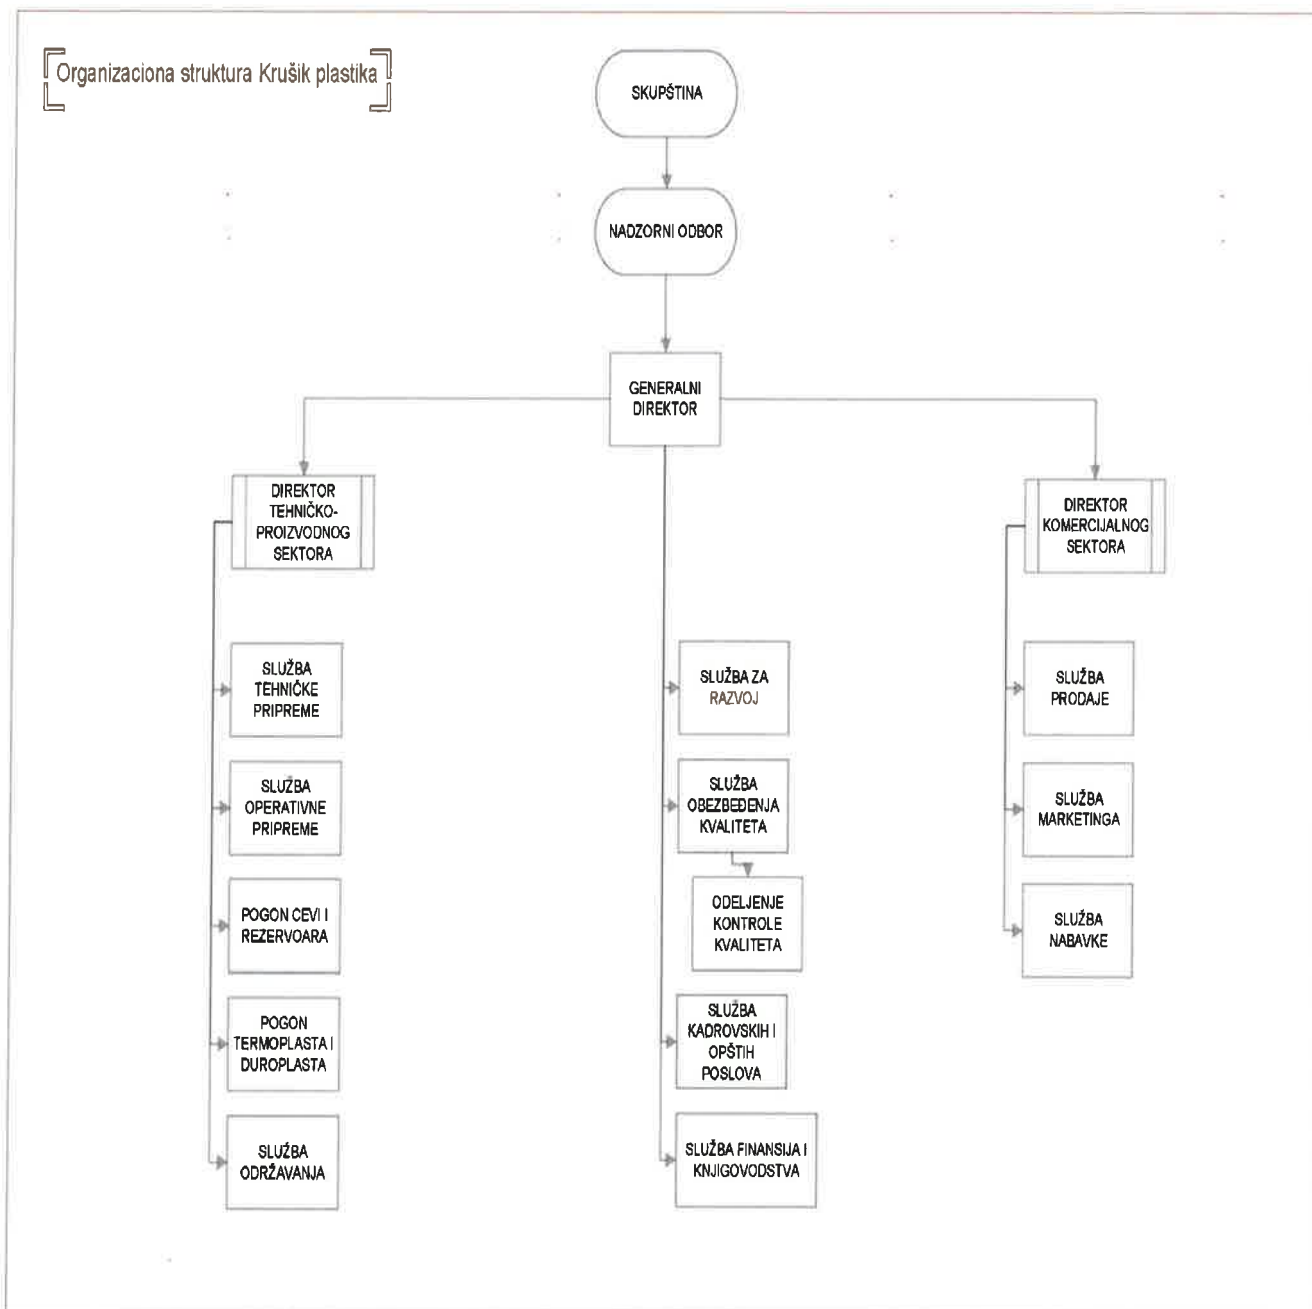 Organizaciona struktura Krušik plastika
SKUPŠTINA
NADZORNI ODBOR
GENERALNI
DIREKTOR
DIREKTOR
TEHNIČKO-
PROIZVODNOG
SEKTORA
DIREKTOR
KOMERCIJALNOG
SEKTORA
SLUŽBA
TEHNIČKE
PRIPREME
SLUŽBA
OPERATIVNE
PRIPREME
POGON CEVI I
REZERVOARA
POGON
TERMOPLASTA I
DUROPLASTA
SLUŽBA
ODRŽAVANJA
SLUŽBA ZA
RAZVOJ
SLUŽBA
OBEZBEĐENJA
KVALITETA
ODELJENJE
KONTROLE
KVALITETA
SLUŽBA
KADROVSKIH I
OPŠTIH
POSLOVA
SLUŽBA FINANSIJA I
KNJIGOVODSTVA
SLUŽBA
PRODAJE
SLUŽBA
MARKETINGA
SLUŽBA
NABAVKE